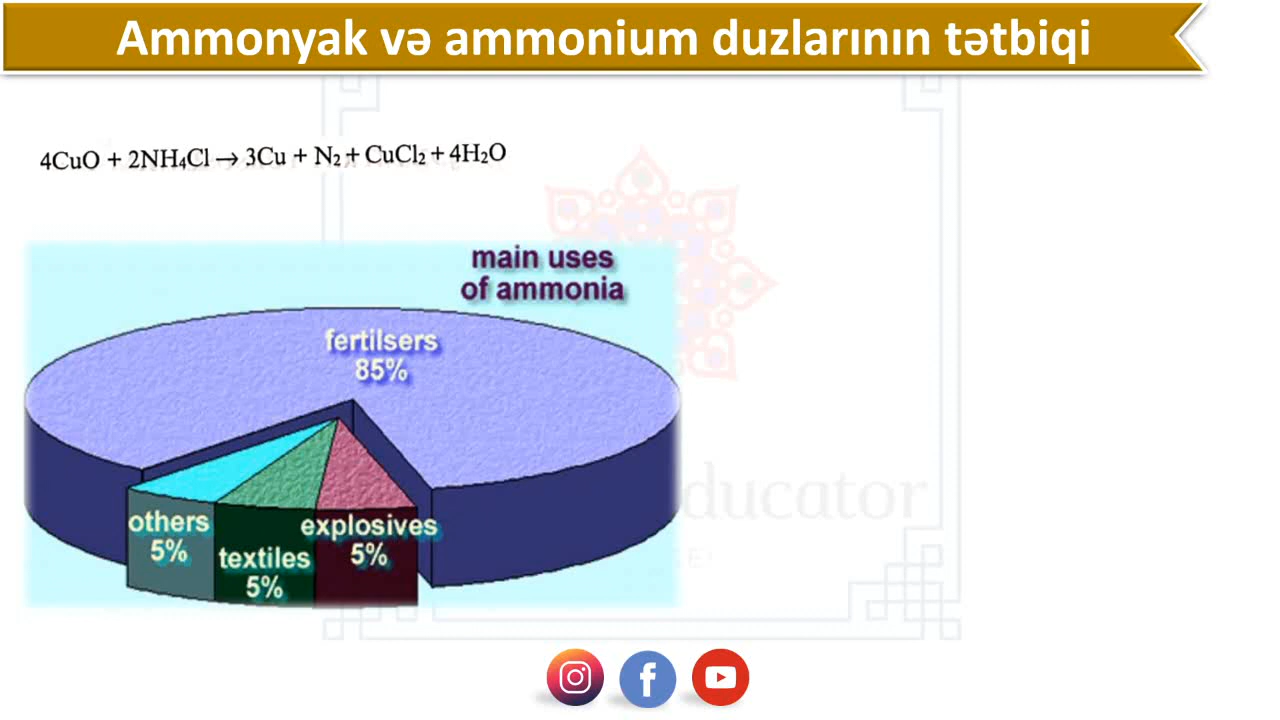 Ammonyak və ammonium duzlarının tətbiqi
4CuO + 2NH₄Cl → 3Cu + N₂ + CuCl₂ + 4H₂O
main uses
of ammonia
fertilsers
85%
others
5%
textiles
5%
explosives
5%
ducator